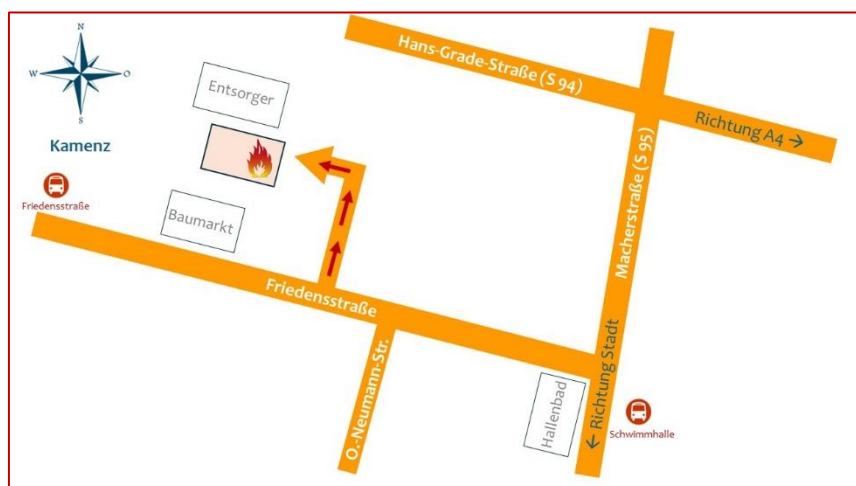 N
W
O
S
Kamenz
Entsorger
Hans-Grade-Straße (S 94)
Richtung A4 →
Macherstraße (S 95)
Friedensstraße
Baumarkt
Friedensstraße
O.-Neumann-Str.
Hallenbad
← Richtung Stadt
Schwimmhalle